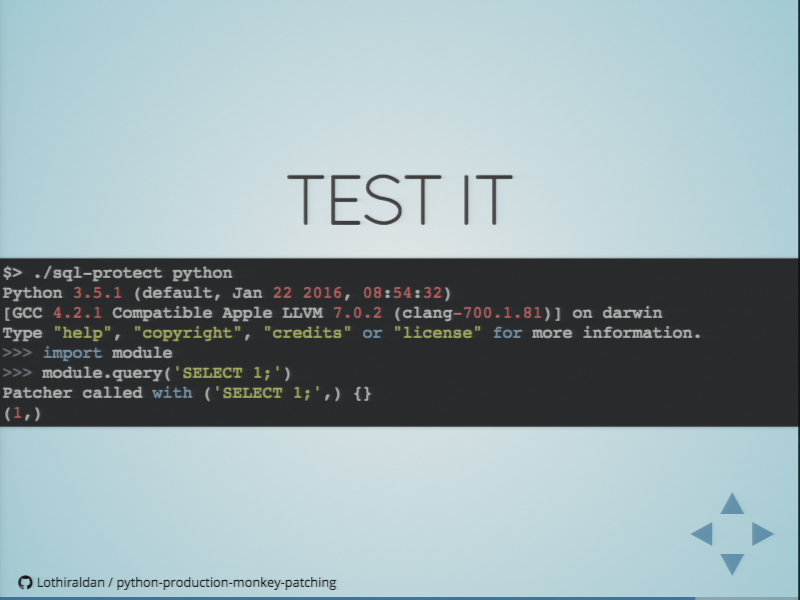 TEST IT
$> ./sql-protect python
Python 3.5.1 (default, Jan 22 2016, 08:54:32)
[GCC 4.2.1 Compatible Apple LLVM 7.0.2 (clang-700.1.81)] on darwin
Type "help", "copyright", "credits" or "license" for more information.
>>> import module
>>> module.query('SELECT 1;')
Patcher called with ('SELECT 1;',) {}
(1,)
Lothiraldan / python-production-monkey-patching